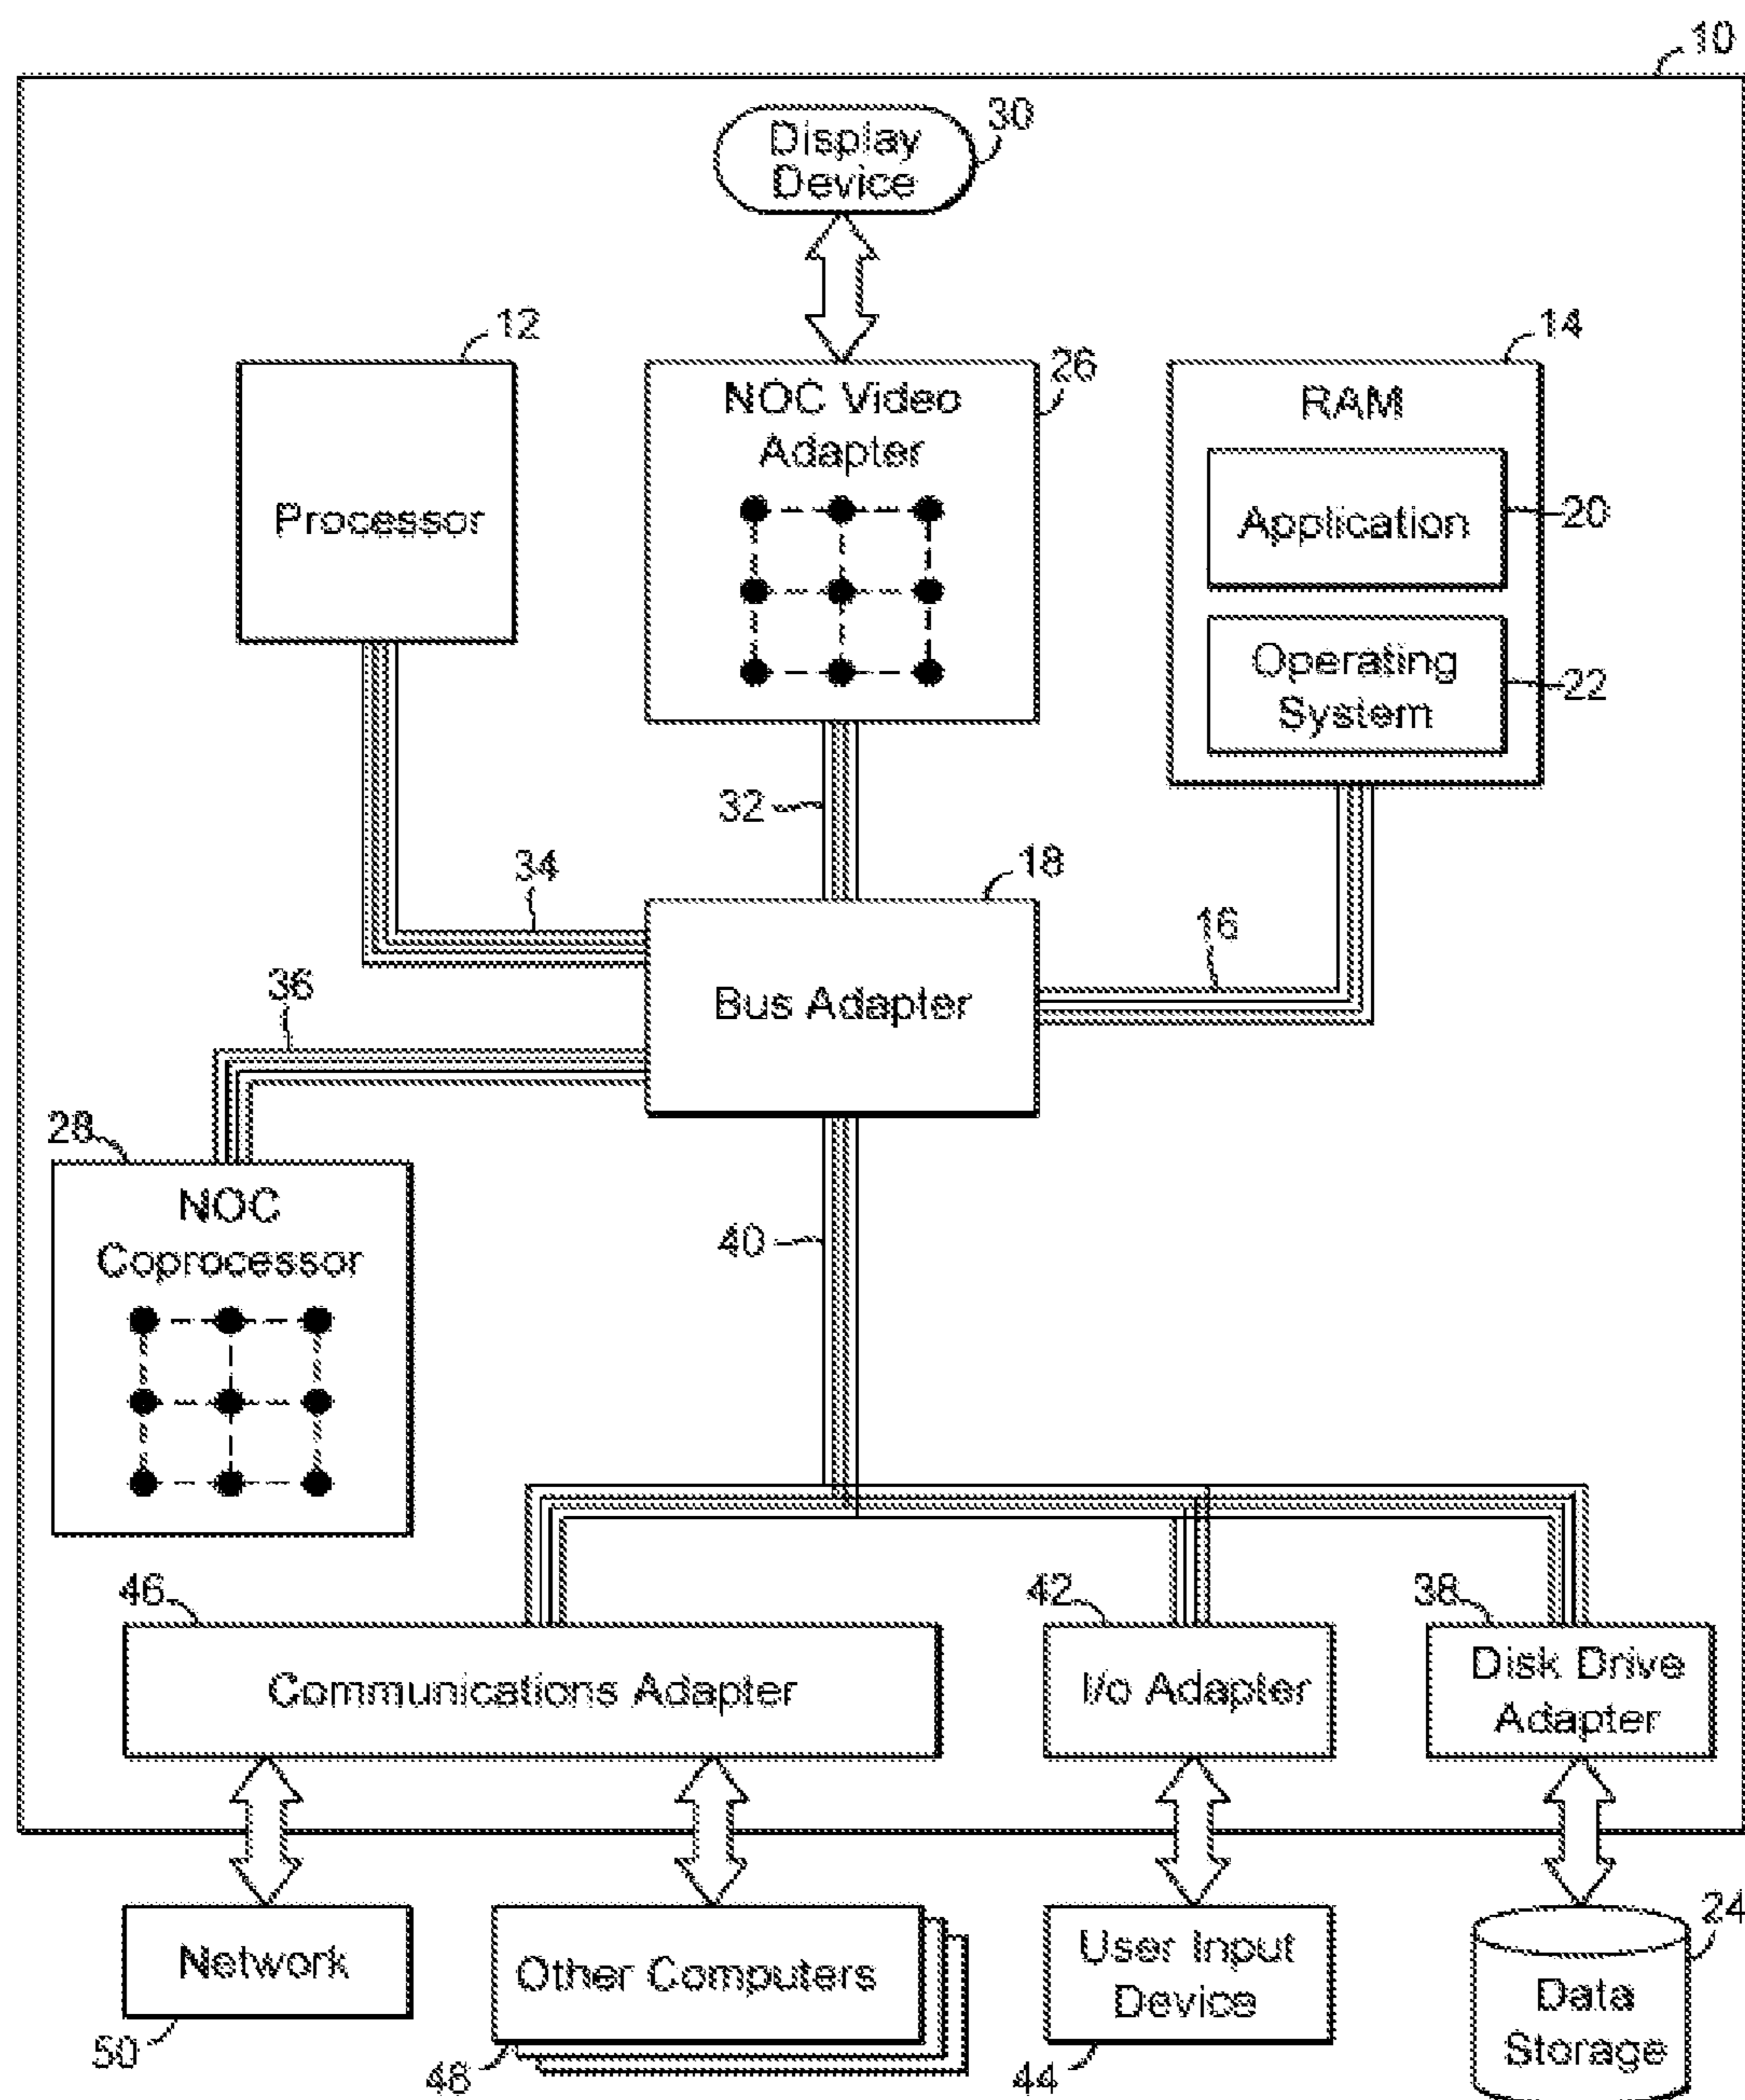 10
Display
Device
30
12
Processor
NOC Video
Adapter
26
14
RAM
Application
20
Operating
System
22
32
34
18
Bus Adapter
16
36
28
NOC
Coprocessor
40
46
Communications Adapter
42
I/o Adapter
38
Disk Drive
Adapter
Network
50
Other Computers
48
User Input
Device
44
24
Data
Storage